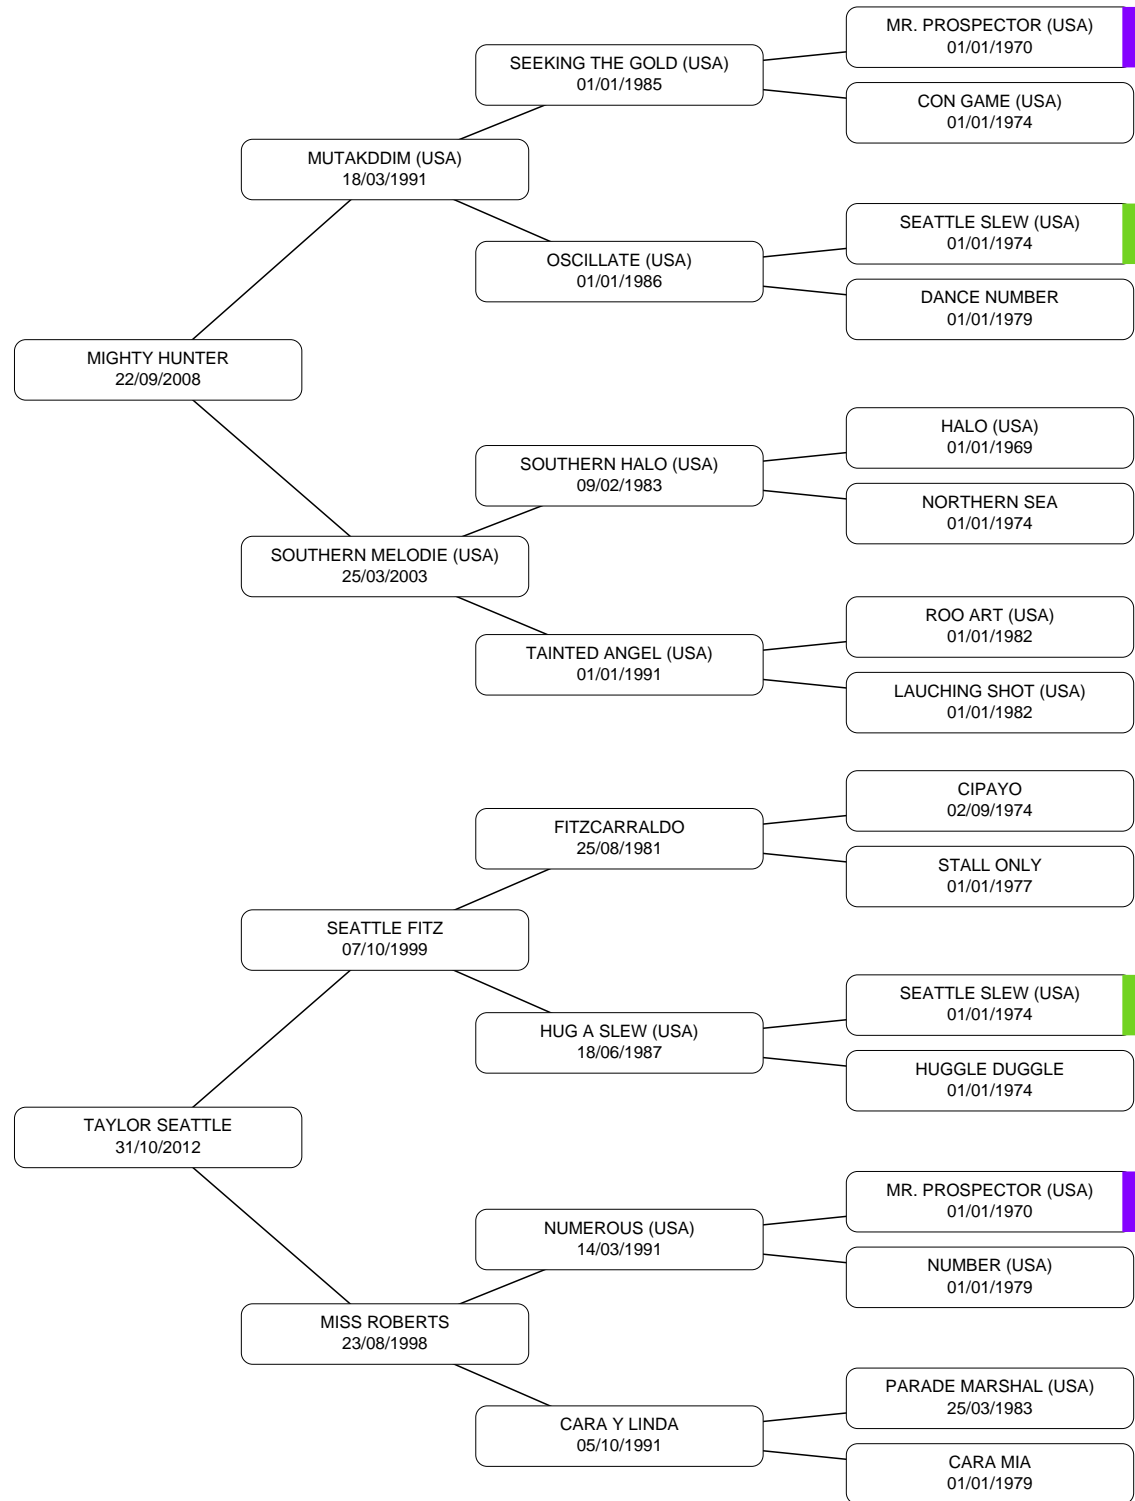 MR. PROSPECTOR (USA)
01/01/1970
SEEKING THE GOLD (USA)
01/01/1985
CON GAME (USA)
01/01/1974
MUTAKDDIM (USA)
18/03/1991
SEATTLE SLEW (USA)
01/01/1974
OSCILLATE (USA)
01/01/1986
DANCE NUMBER
01/01/1979
MIGHTY HUNTER
22/09/2008
HALO (USA)
01/01/1969
SOUTHERN HALO (USA)
09/02/1983
NORTHERN SEA
01/01/1974
SOUTHERN MELODIE (USA)
25/03/2003
ROO ART (USA)
01/01/1982
TAINTED ANGEL (USA)
01/01/1991
LAUCHING SHOT (USA)
01/01/1982
CIPAYO
02/09/1974
FITZCARRALDO
25/08/1981
STALL ONLY
01/01/1977
SEATTLE FITZ
07/10/1999
SEATTLE SLEW (USA)
01/01/1974
HUG A SLEW (USA)
18/06/1987
HUGGLE DUGGLE
01/01/1974
TAYLOR SEATTLE
31/10/2012
MR. PROSPECTOR (USA)
01/01/1970
NUMEROUS (USA)
14/03/1991
NUMBER (USA)
01/01/1979
MISS ROBERTS
23/08/1998
PARADE MARSHAL (USA)
25/03/1983
CARA Y LINDA
05/10/1991
CARA MIA
01/01/1979